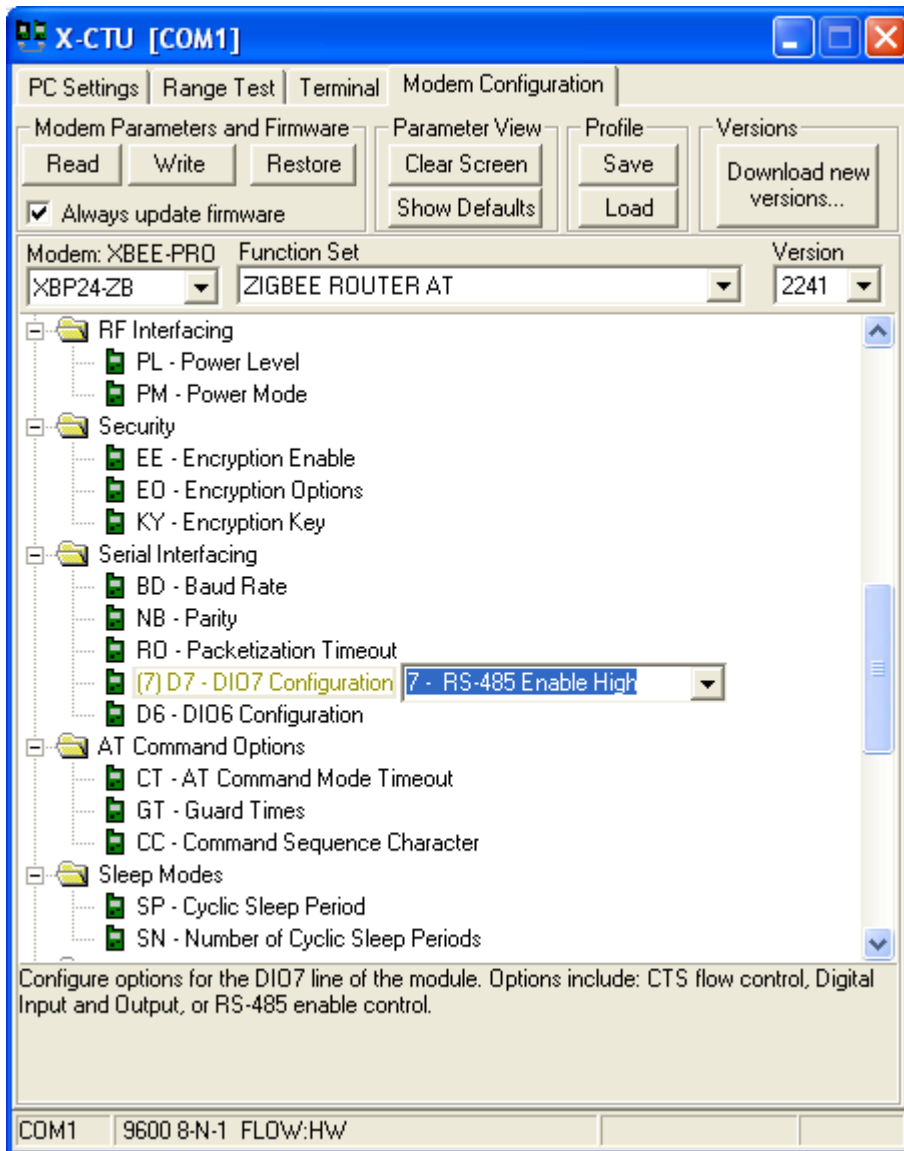 X-CTU [COM1]
PC Settings Range Test Terminal Modem Configuration
Modem Parameters and Firmware Parameter View Profile Versions
Read Write Restore Clear Screen Save Download new versions...
Always update firmware Show Defaults Load
Modem: XBEE-PRO Function Set Version
XBP24-ZB ZIGBEE ROUTER AT 2241
RF Interfacing
PL - Power Level
PM - Power Mode
Security
EE - Encryption Enable
EO - Encryption Options
KY - Encryption Key
Serial Interfacing
BD - Baud Rate
NB - Parity
RO - Packetization Timeout
(7) D7 - DIO7 Configuration 7 - RS-485 Enable High
D6 - DIO6 Configuration
AT Command Options
CT - AT Command Mode Timeout
GT - Guard Times
CC - Command Sequence Character
Sleep Modes
SP - Cyclic Sleep Period
SN - Number of Cyclic Sleep Periods
Configure options for the DIO7 line of the module. Options include: CTS flow control, Digital
Input and Output, or RS-485 enable control.
COM1 9600 8-N-1 FLOW:HW